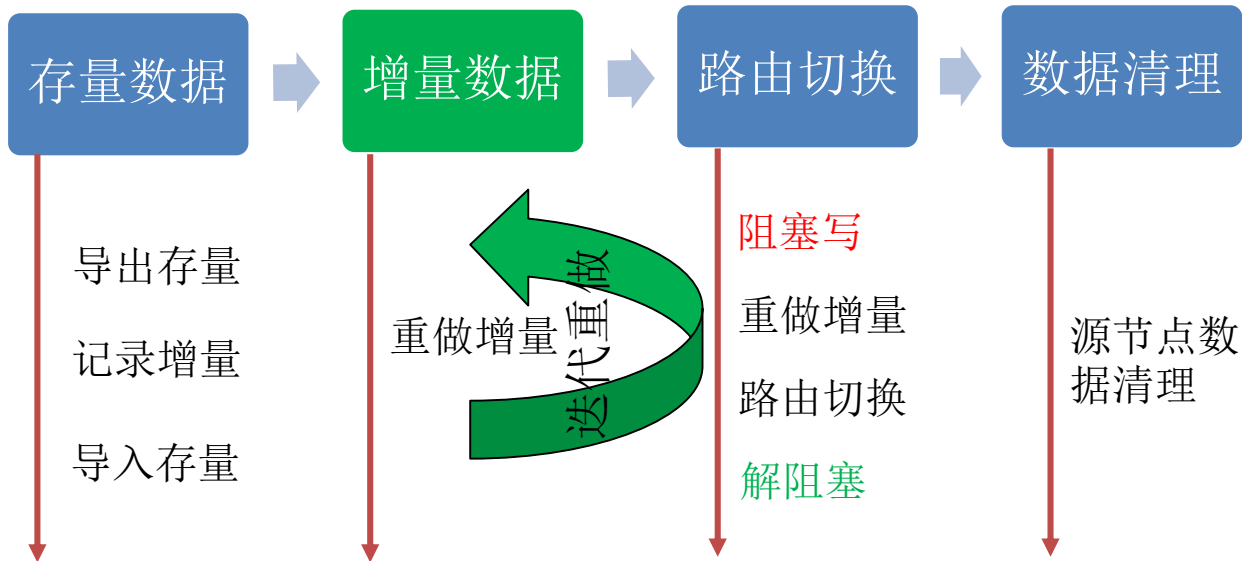 存量数据
增量数据
路由切换
数据清理
导出存量
记录增量
导入存量
重做增量
迭代重做
阻塞写
重做增量
路由切换
解阻塞
源节点数
据清理